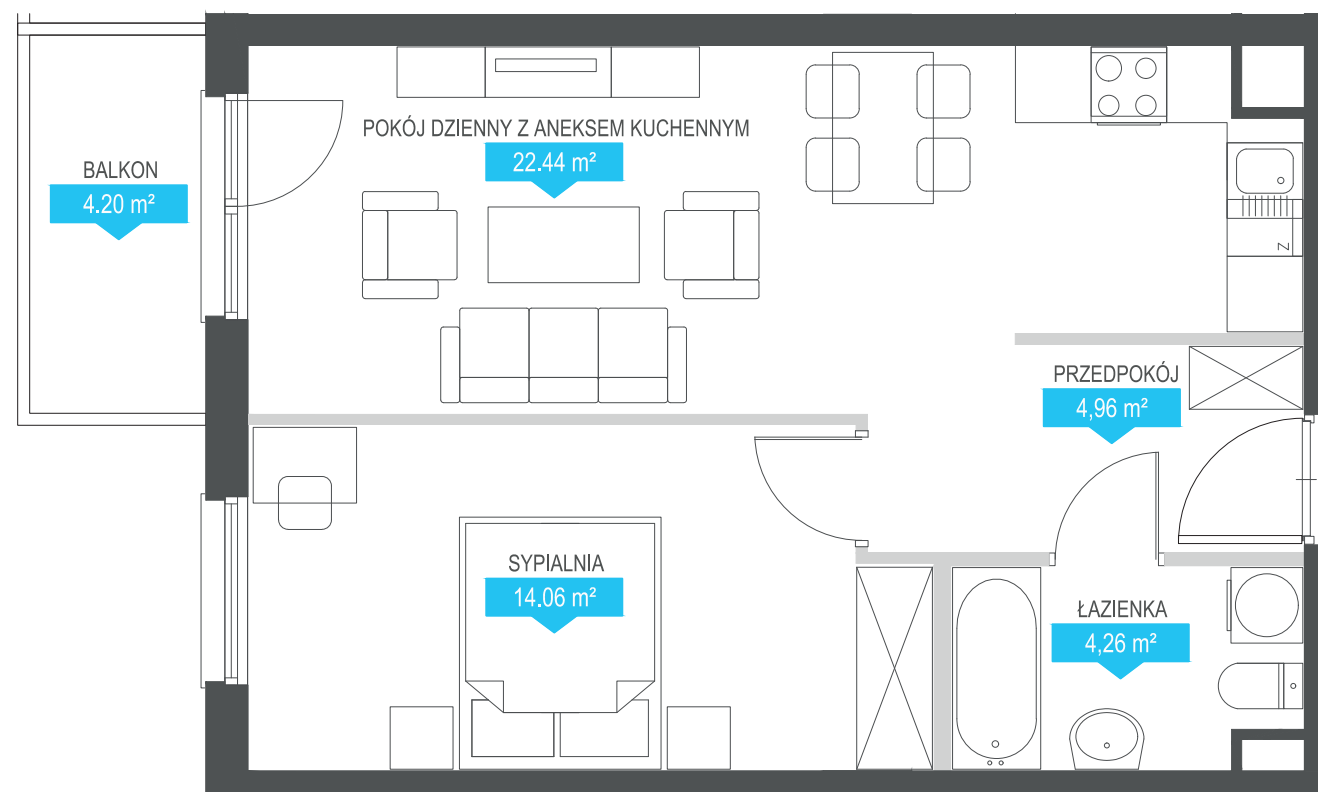 POKÓJ DZIENNY Z ANEKSEM KUCHENNYM
22.44 m²
BALKON
4.20 m²
Z
PRZEDPOKÓJ
4,96 m²
SYPIALNIA
14.06 m²
ŁAZIENKA
4,26 m²